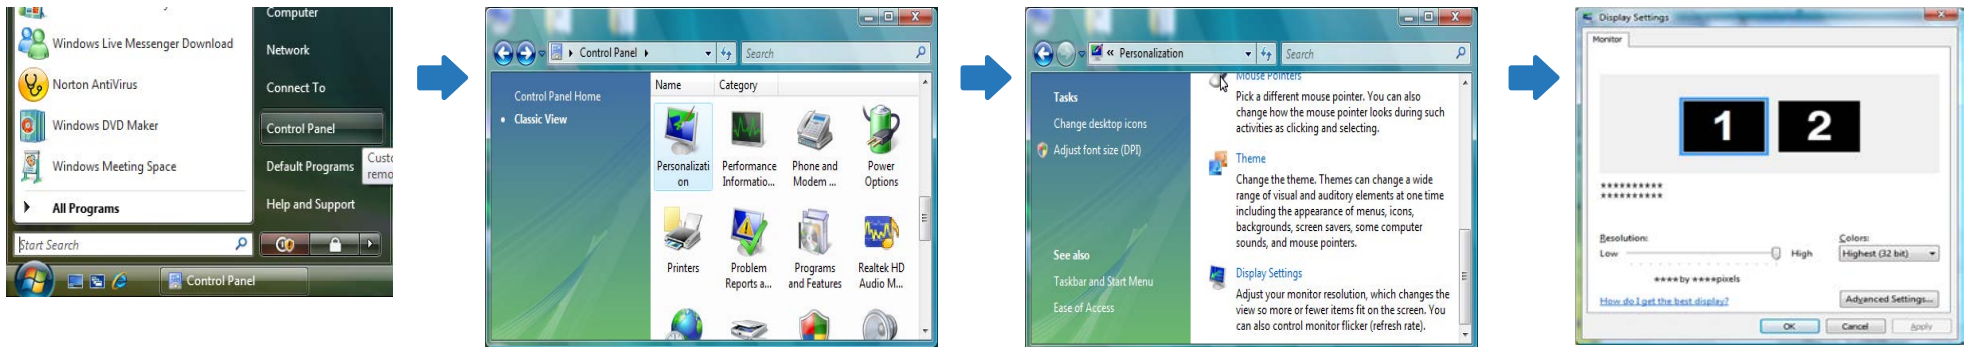 Computer
Windows Live Messenger Download
Network
Norton AntiVirus
Connect To
Windows DVD Maker
Control Panel
Windows Meeting Space
Default Programs
Custo
remo
All Programs
Help and Support
Start Search
Control Panel
Control Panel
Search
Control Panel Home
Classic View
Name Category
Personalizati
on
Performance
Informatio...
Phone and
Modem ...
Power
Options
Printers
Problem
Reports a...
Programs
and Features
Realtek HD
Audio M...
« Personalization
Search
Tasks
Change desktop icons
Adjust font size (DPI)
See also
Taskbar and Start Menu
Ease of Access
Mouse Pointers
Pick a different mouse pointer. You can also
change how the mouse pointer looks during such
activities as clicking and selecting.
Theme
Change the theme. Themes can change a wide
range of visual and auditory elements at one time
including the appearance of menus, icons,
backgrounds, screen savers, some computer
sounds, and mouse pointers.
Display Settings
Adjust your monitor resolution, which changes the
view so more or fewer items fit on the screen. You
can also control monitor flicker (refresh rate).
Display Settings
Monitor
1 2
**********
**********
Resolution:
Low High
****by ****pixels
Colors:
Highest (32 bit)
How do I get the best display?
Advanced Settings...
OK Cancel Apply